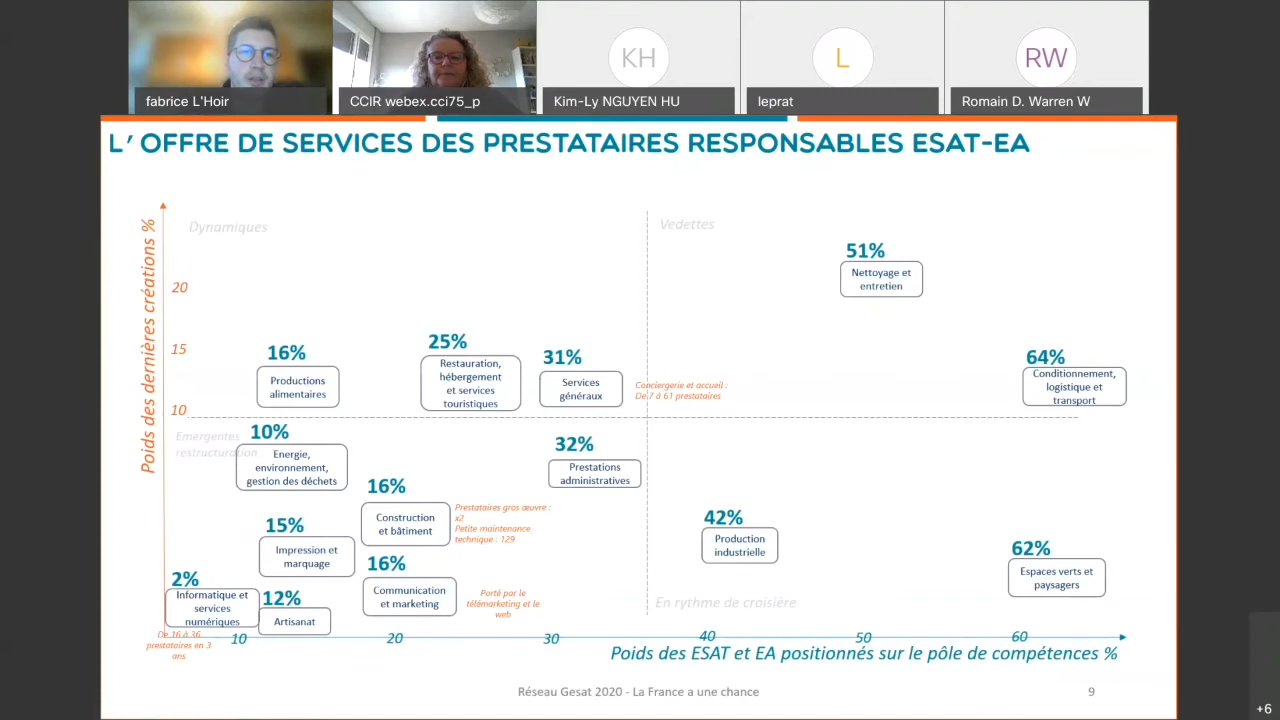 KH
L
RW
fabrice L'Hoir
CCIR webex.cci75_p
Kim-Ly NGUYEN HU
leprat
Romain D. Warren W
L' OFFRE DE SERVICES DES PRESTATAIRES RESPONSABLES ESAT-EA
Poids des dernières créations %
Dynamiques
Vedettes
20
15
10
51%
Nettoyage et
entretien
16%
Productions
alimentaires
25%
Restauration,
hébergement
et services
touristiques
31%
Services
généraux
Conciergerie et accueil :
De 7 à 61 prestataires
64%
Conditionnement,
logistique et
transport
Emergentes
restructuration
10%
Energie,
environnement,
gestion des déchets
32%
Prestations
administratives
16%
Construction
et bâtiment
Prestataires gros œuvre :
x2
Petite maintenance
technique : 129
15%
Impression et
marquage
42%
Production
industrielle
62%
Espaces verts et
paysagers
16%
Communication
et marketing
Porté par le
télémarketing et le
web
2%
Informatique et
services
numériques
De 16 à 36
prestataires en 3
ans
12%
Artisanat
En rythme de croisière
10
20
30
40
50
60
Poids des ESAT et EA positionnés sur le pôle de compétences %
Réseau Gesat 2020 - La France a une chance
9
+6